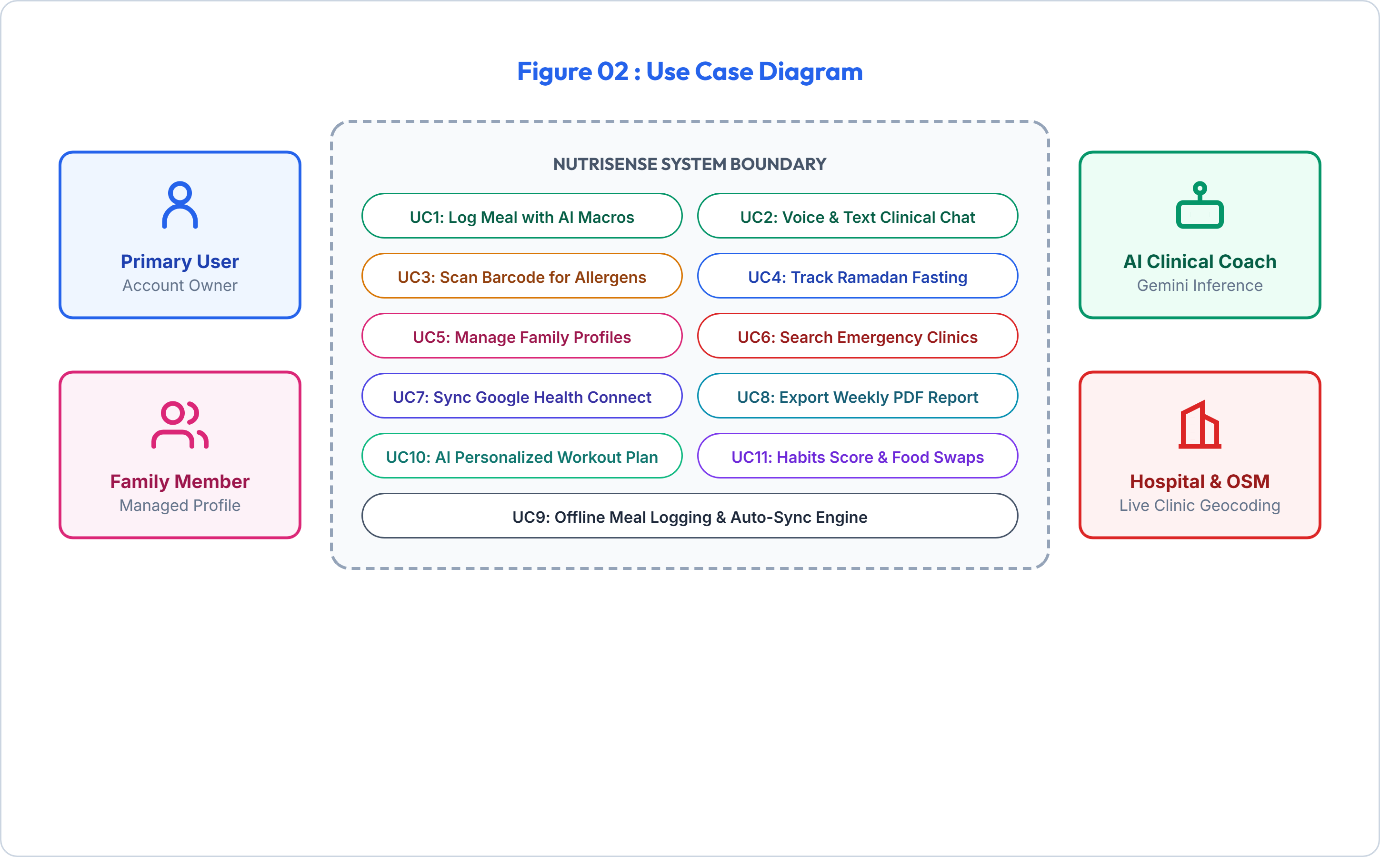 Figure 02 : Use Case Diagram
Primary User
Account Owner
Family Member
Managed Profile
NUTRISENSE SYSTEM BOUNDARY
UC1: Log Meal with AI Macros
UC2: Voice & Text Clinical Chat
UC3: Scan Barcode for Allergens
UC4: Track Ramadan Fasting
UC5: Manage Family Profiles
UC6: Search Emergency Clinics
UC7: Sync Google Health Connect
UC8: Export Weekly PDF Report
UC10: AI Personalized Workout Plan
UC11: Habits Score & Food Swaps
UC9: Offline Meal Logging & Auto-Sync Engine
AI Clinical Coach
Gemini Inference
Hospital & OSM
Live Clinic Geocoding